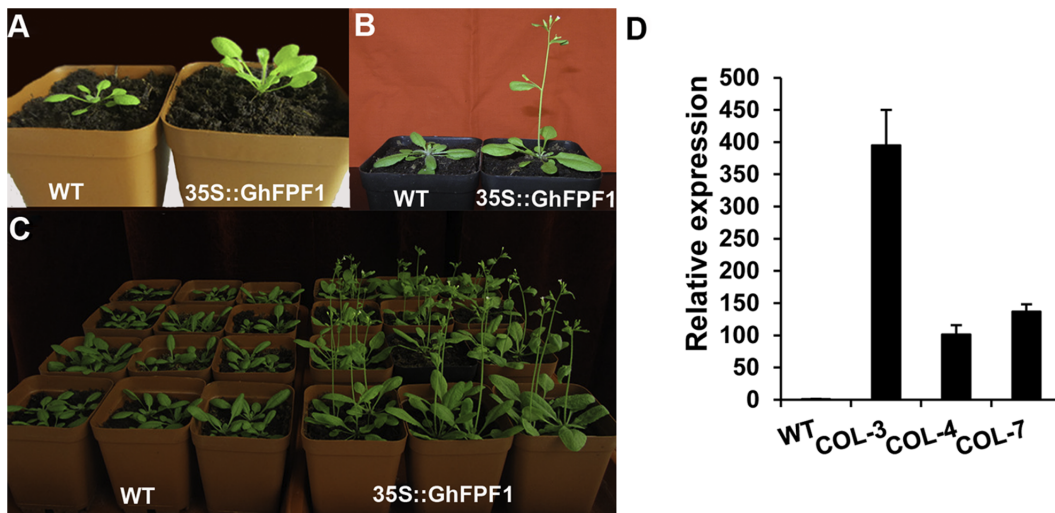 A
WT
35S::GhFPF1
B
WT
35S::GhFPF1
C
WT
35S::GhFPF1
D
Relative expression
500
450
400
350
300
250
200
150
100
50
0
WT
COL-3
COL-4
COL-7